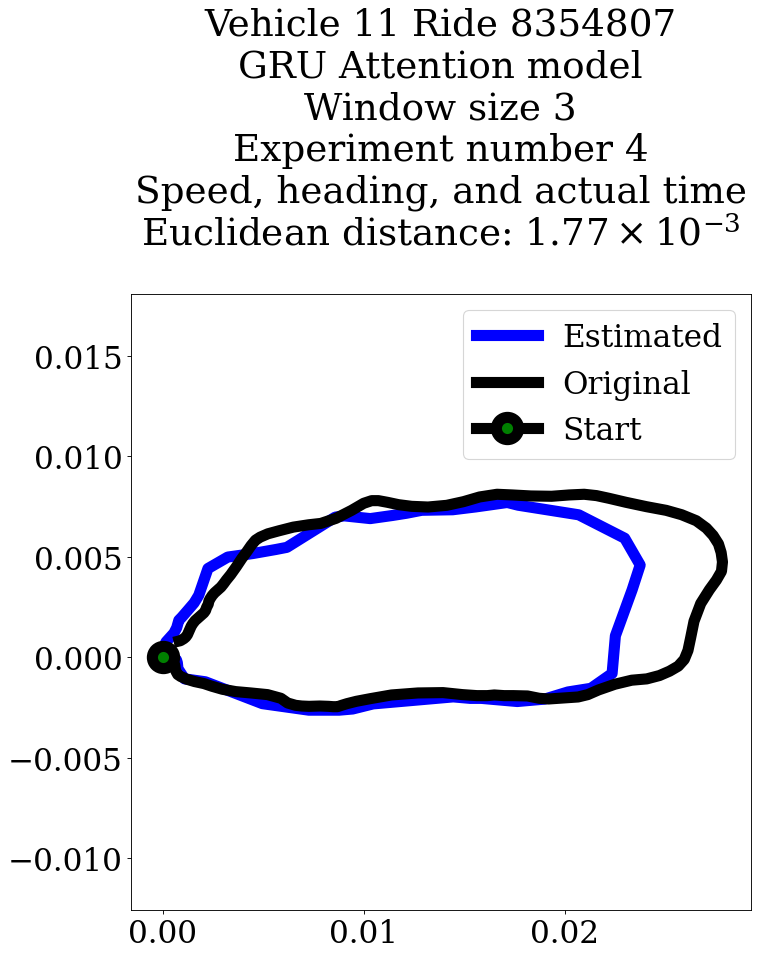 Vehicle 11 Ride 8354807
GRU Attention model
Window size 3
Experiment number 4
Speed, heading, and actual time
Euclidean distance: 1.77 × 10⁻³
Estimated
Original
Start
0.015
0.010
0.005
0.000
−0.005
−0.010
0.00 0.01 0.02